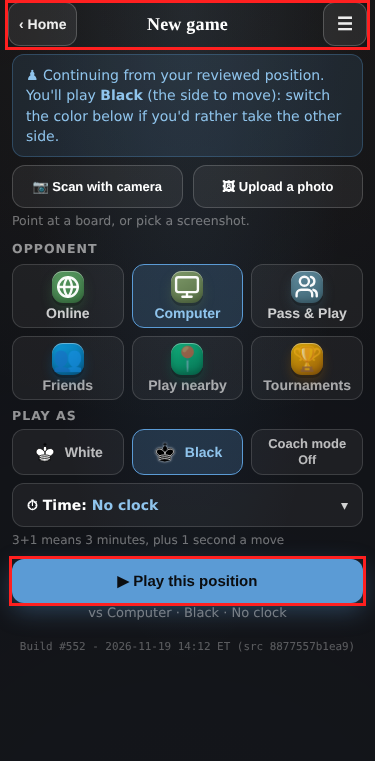 ‹ Home
New game
☰
♟ Continuing from your reviewed position.
You'll play Black (the side to move): switch
the color below if you'd rather take the other
side.
📷 Scan with camera
🖼 Upload a photo
Point at a board, or pick a screenshot.
OPPONENT
Online
Computer
Pass & Play
Friends
Play nearby
Tournaments
PLAY AS
White
Black
Coach mode
Off
⏱ Time: No clock ▾
3+1 means 3 minutes, plus 1 second a move
▶ Play this position
vs Computer · Black · No clock
Build #552 · 2026-11-19 14:12 ET (src 8877557b1ea9)